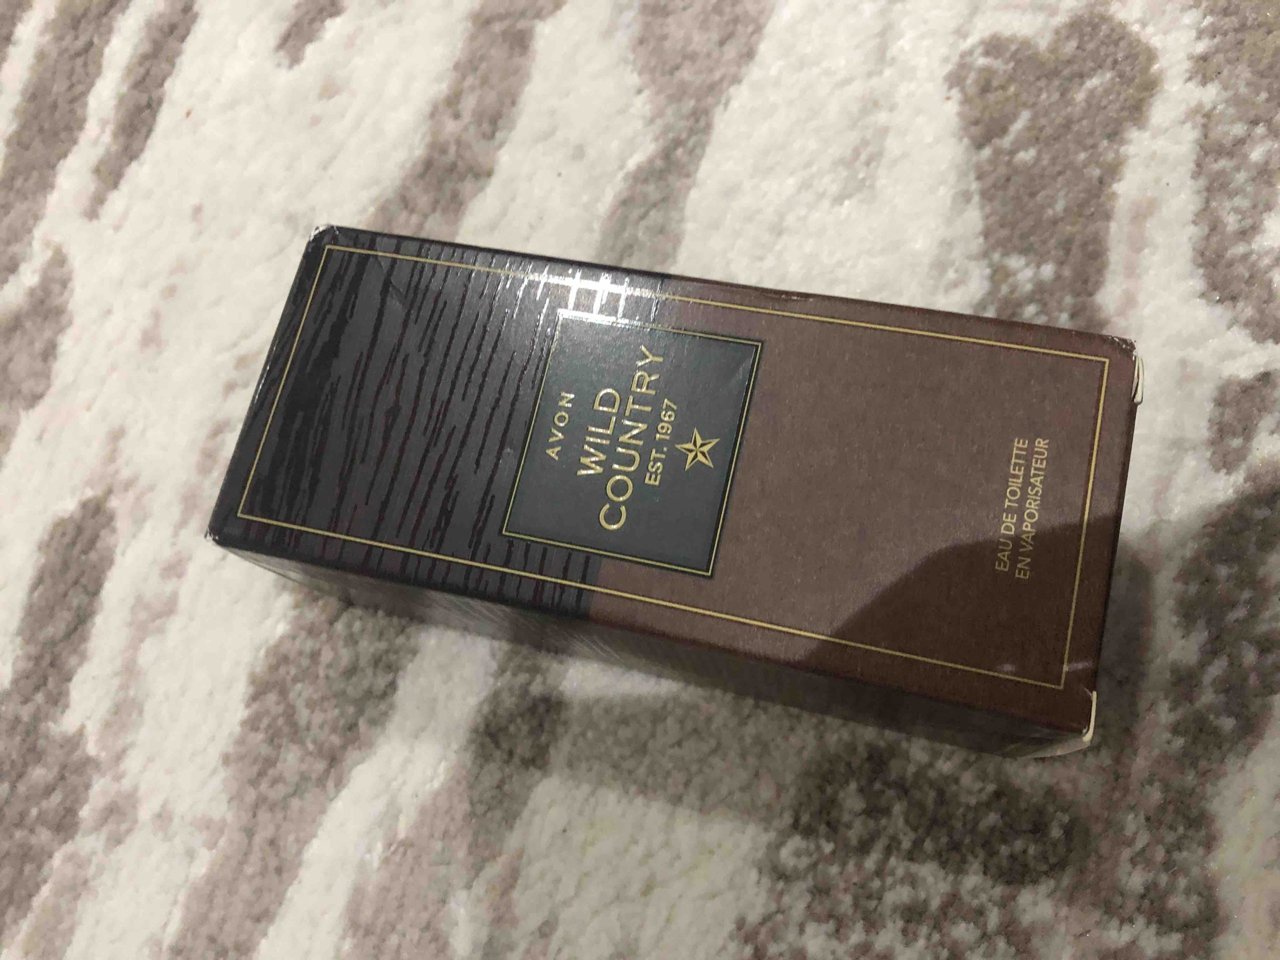 AVON
WILD
COUNTRY
EST. 1967
EAU DE TOILETTE
EN VAPORISATEUR